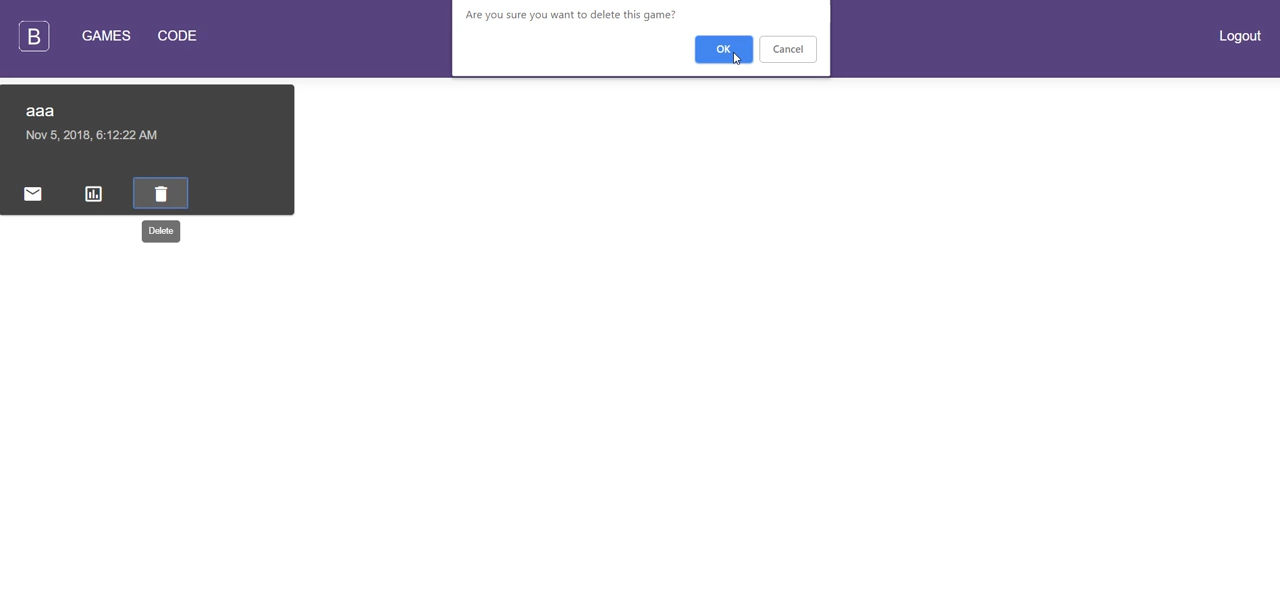 Are you sure you want to delete this game?
OK Cancel
B GAMES CODE Logout
aaa
Nov 5, 2018, 6:12:22 AM
Delete